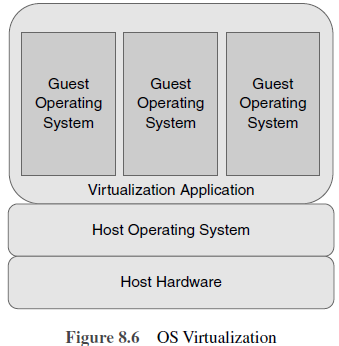 Guest
Operating
System
Guest
Operating
System
Guest
Operating
System
Virtualization Application
Host Operating System
Host Hardware
Figure 8.6 OS Virtualization